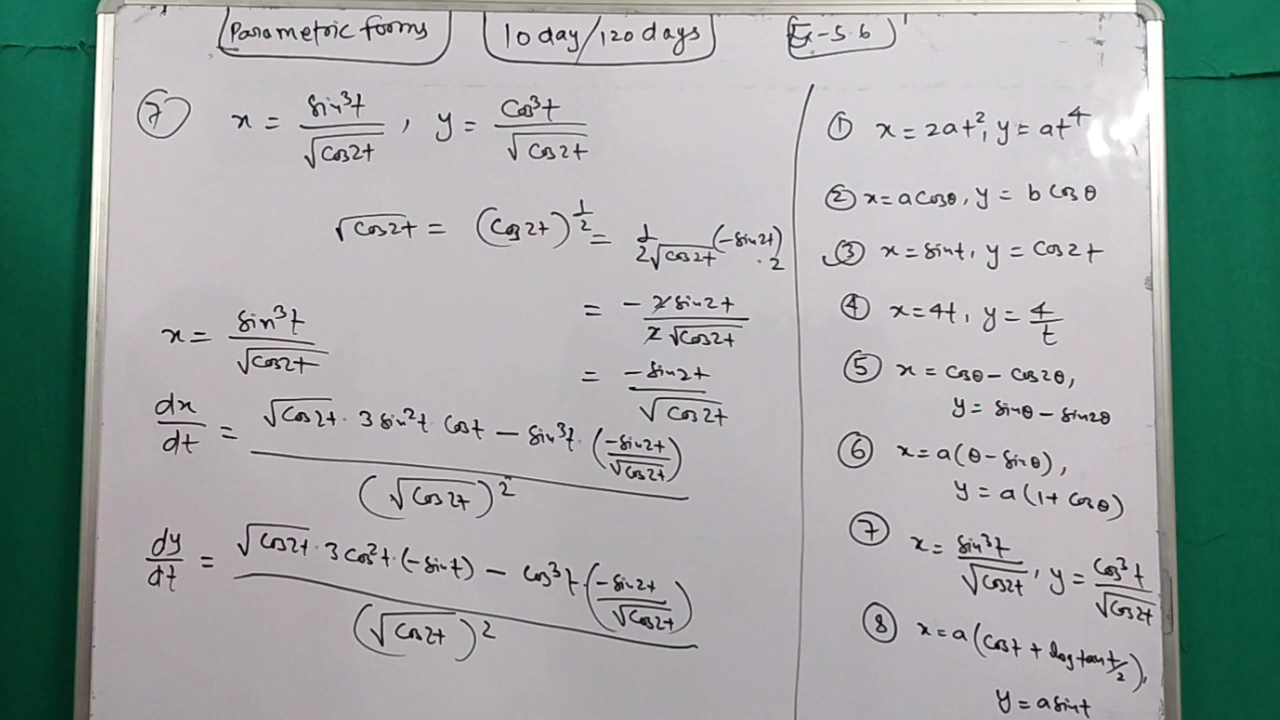 Parametric forms 10 day/120 days Ex-5.6
⑦ x = sin³t/√cos2t , y = cos³t/√cos2t
√cos2t = (cos2t)^½ = 1/2√cos2t (-sin2t)·2
= -2sin2t/2√cos2t
= -sin2t/√cos2t
x = sin³t/√cos2t
dx/dt = √cos2t · 3 sin²t · cost - sin³t · (-sin2t/√cos2t)
(√cos2t)²
dy/dt = √cos2t · 3 cos²t · (-sint) - cos³t · (-sin2t/√cos2t)
(√cos2t)²
① x = 2at², y = at⁴
② x = a cosθ, y = b cosθ
③ x = sint, y = cos2t
④ x = 4t, y = 4/t
⑤ x = cosθ - cos2θ,
y = sinθ - sin2θ
⑥ x = a(θ - sinθ),
y = a(1 + cosθ)
⑦ x = sin³t/√cos2t , y = cos³t/√cos2t
⑧ x = a(cost + log tan t/2),
y = a sint